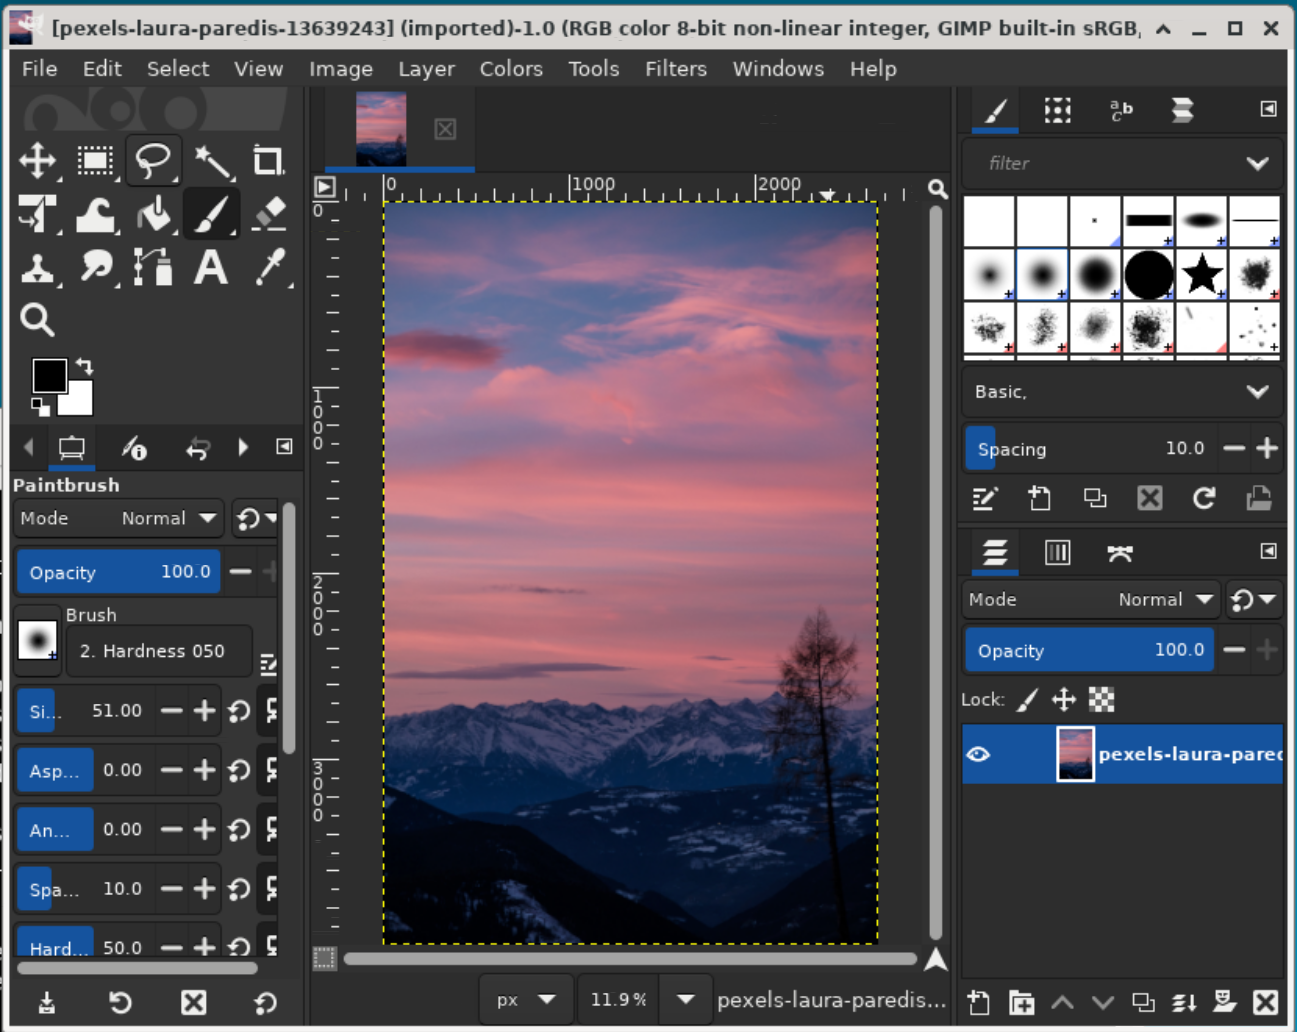 [pexels-laura-paredis-13639243] (imported)-1.0 (RGB color 8-bit non-linear integer, GIMP built-in sRGB,
File Edit Select View Image Layer Colors Tools Filters Windows Help
filter
0 1000 2000
0
1000
2000
3000
Basic,
Spacing 10.0
Paintbrush
Mode Normal
Opacity 100.0
Brush
2. Hardness 050
Si... 51.00
Asp... 0.00
An... 0.00
Spa... 10.0
Hard... 50.0
Mode Normal
Opacity 100.0
Lock:
pexels-laura-pared
px 11.9% pexels-laura-paredis...